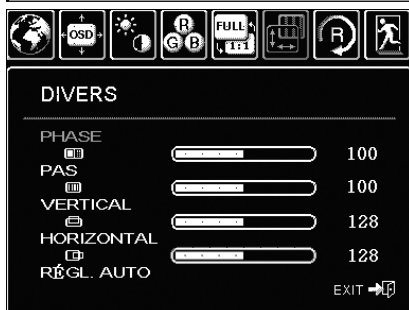 OSD
R
G B
FULL
1:1
R
DIVERS
PHASE
100
PAS
100
VERTICAL
128
HORIZONTAL
128
RÉGL. AUTO
EXIT